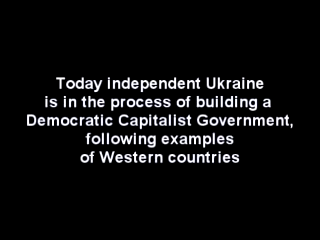 Today independent Ukraine
is in the process of building a
Democratic Capitalist Government,
following examples
of Western countries